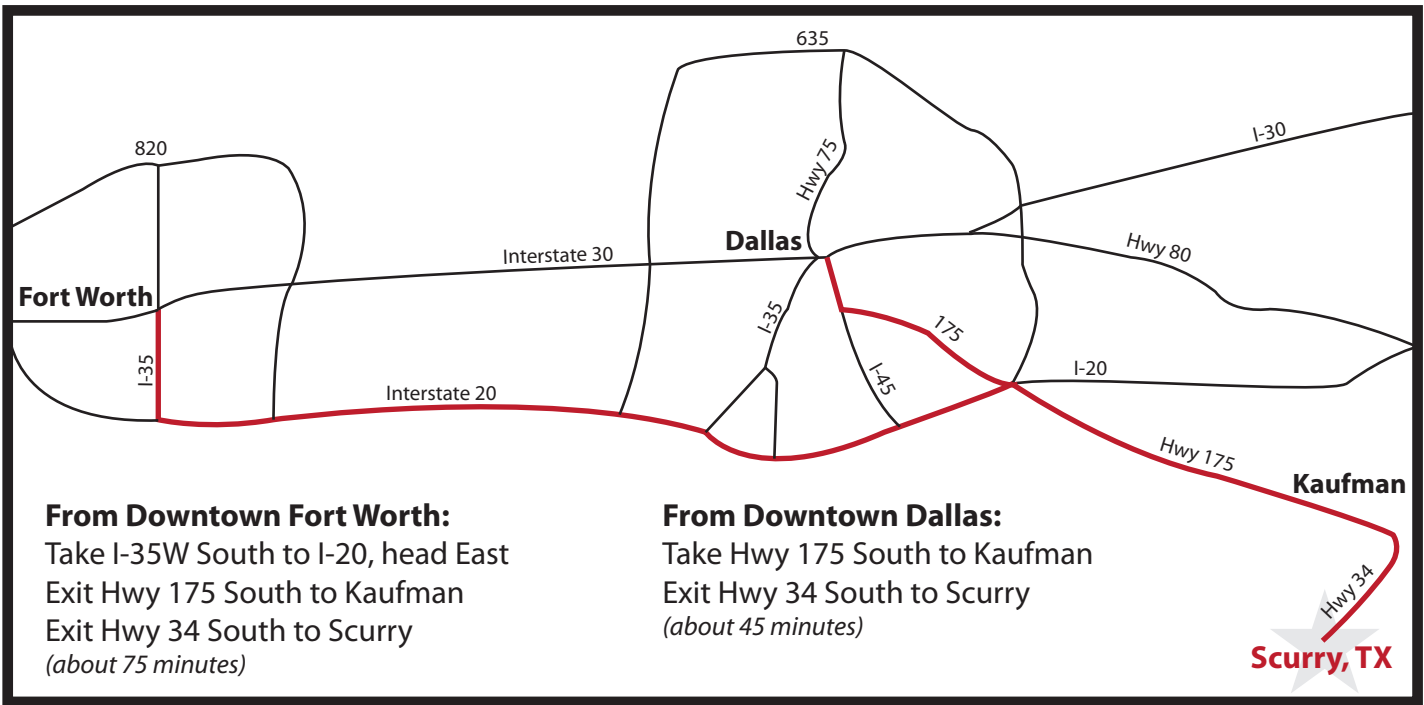 635
820
I-30
Hwy 75
Dallas
Hwy 80
Interstate 30
Fort Worth
I-35
175
I-35
I-20
I-45
Interstate 20
Hwy 175
Kaufman
From Downtown Fort Worth:
Take I-35W South to I-20, head East
Exit Hwy 175 South to Kaufman
Exit Hwy 34 South to Scurry
(about 75 minutes)
From Downtown Dallas:
Take Hwy 175 South to Kaufman
Exit Hwy 34 South to Scurry
(about 45 minutes)
Hwy 34
Scurry, TX